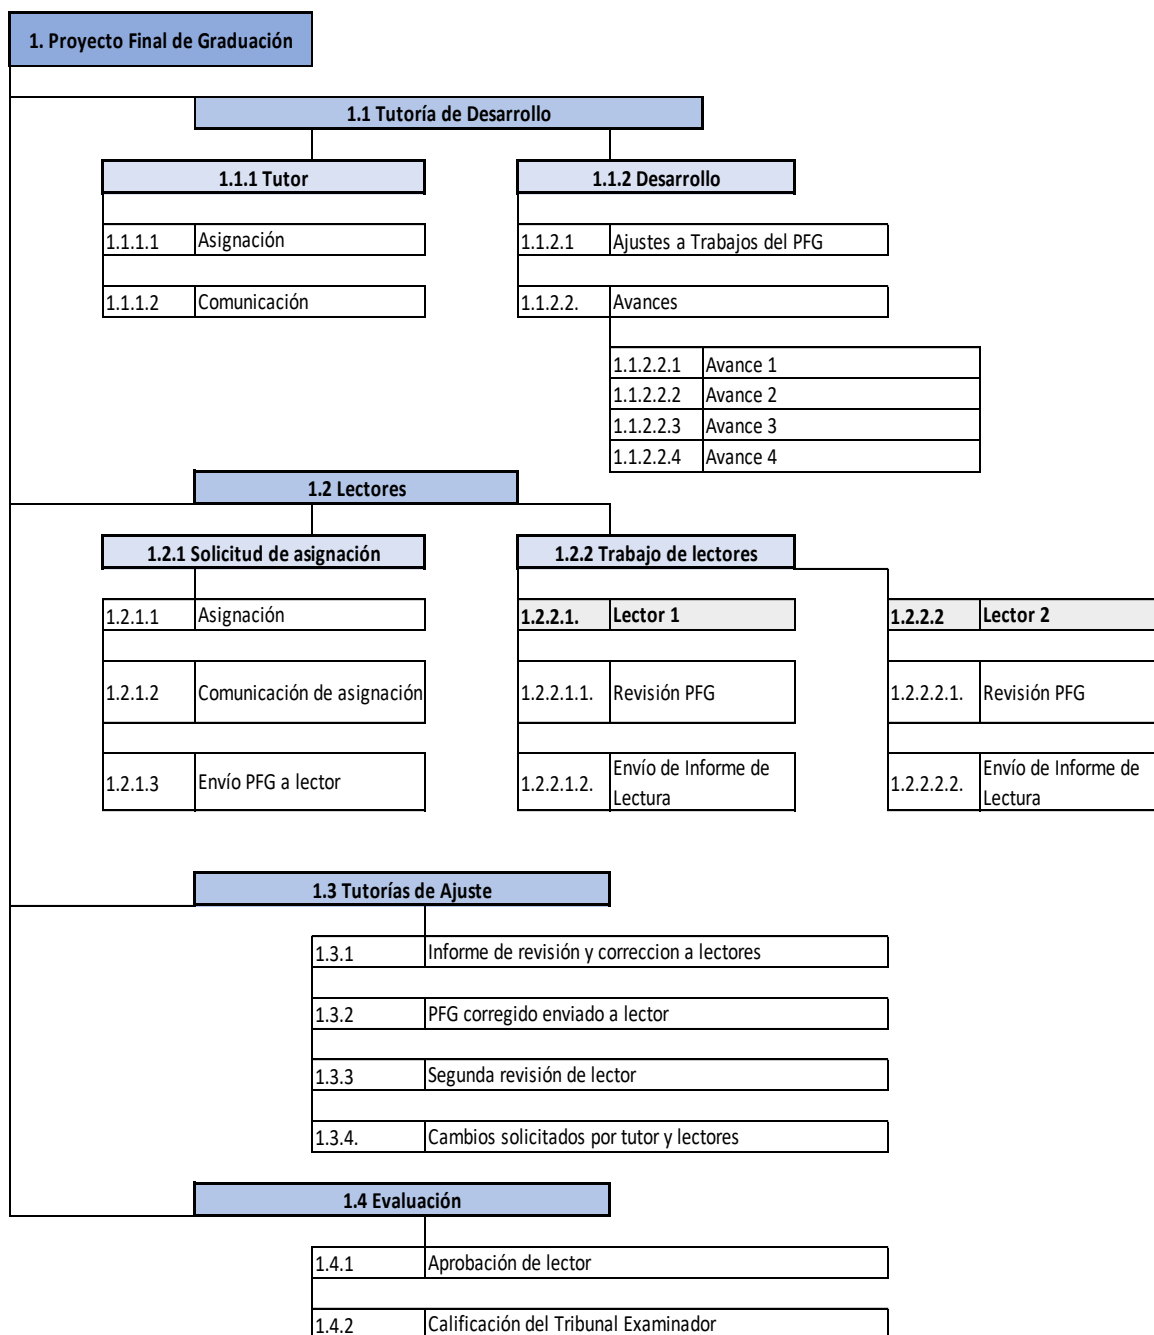 1. Proyecto Final de Graduación
1.1 Tutoría de Desarrollo
1.1.1 Tutor
1.1.2 Desarrollo
1.1.1.1 Asignación
1.1.2.1 Ajustes a Trabajos del PFG
1.1.1.2 Comunicación
1.1.2.2. Avances
1.1.2.2.1 Avance 1
1.1.2.2.2 Avance 2
1.1.2.2.3 Avance 3
1.1.2.2.4 Avance 4
1.2 Lectores
1.2.1 Solicitud de asignación
1.2.2 Trabajo de lectores
1.2.1.1 Asignación
1.2.2.1. Lector 1
1.2.2.2 Lector 2
1.2.1.2 Comunicación de asignación
1.2.2.1.1. Revisión PFG
1.2.2.2.1. Revisión PFG
1.2.1.3 Envío PFG a lector
1.2.2.1.2. Envío de Informe de
Lectura
1.2.2.2.2. Envío de Informe de
Lectura
1.3 Tutorías de Ajuste
1.3.1 Informe de revisión y correccion a lectores
1.3.2 PFG corregido enviado a lector
1.3.3 Segunda revisión de lector
1.3.4. Cambios solicitados por tutor y lectores
1.4 Evaluación
1.4.1 Aprobación de lector
1.4.2 Calificación del Tribunal Examinador